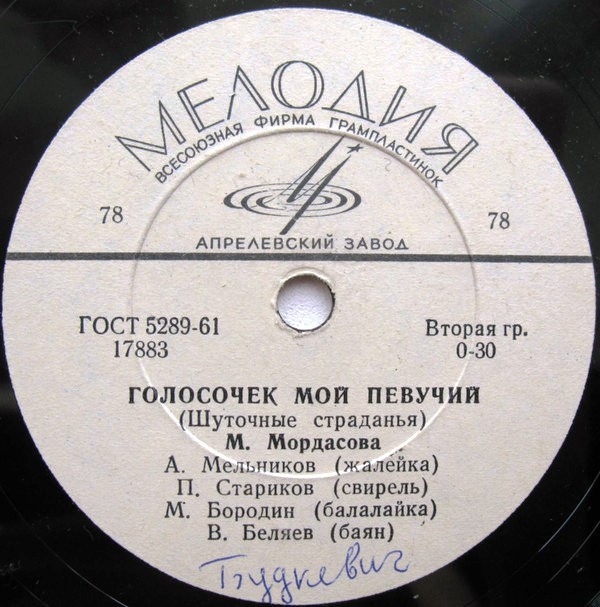 МЕЛОДИЯ
ВСЕСОЮЗНАЯ ФИРМА ГРАМПЛАСТИНОК
78 78
АПРЕЛЕВСКИЙ ЗАВОД
ГОСТ 5289-61 Вторая гр.
17883 0-30
ГОЛОСОЧЕК МОЙ ПЕВУЧИЙ
(Шуточные страданья)
М. Мордасова
А. Мельников (жалейка)
П. Стариков (свирель)
М. Бородин (балалайка)
В. Беляев (баян)
Будкевич